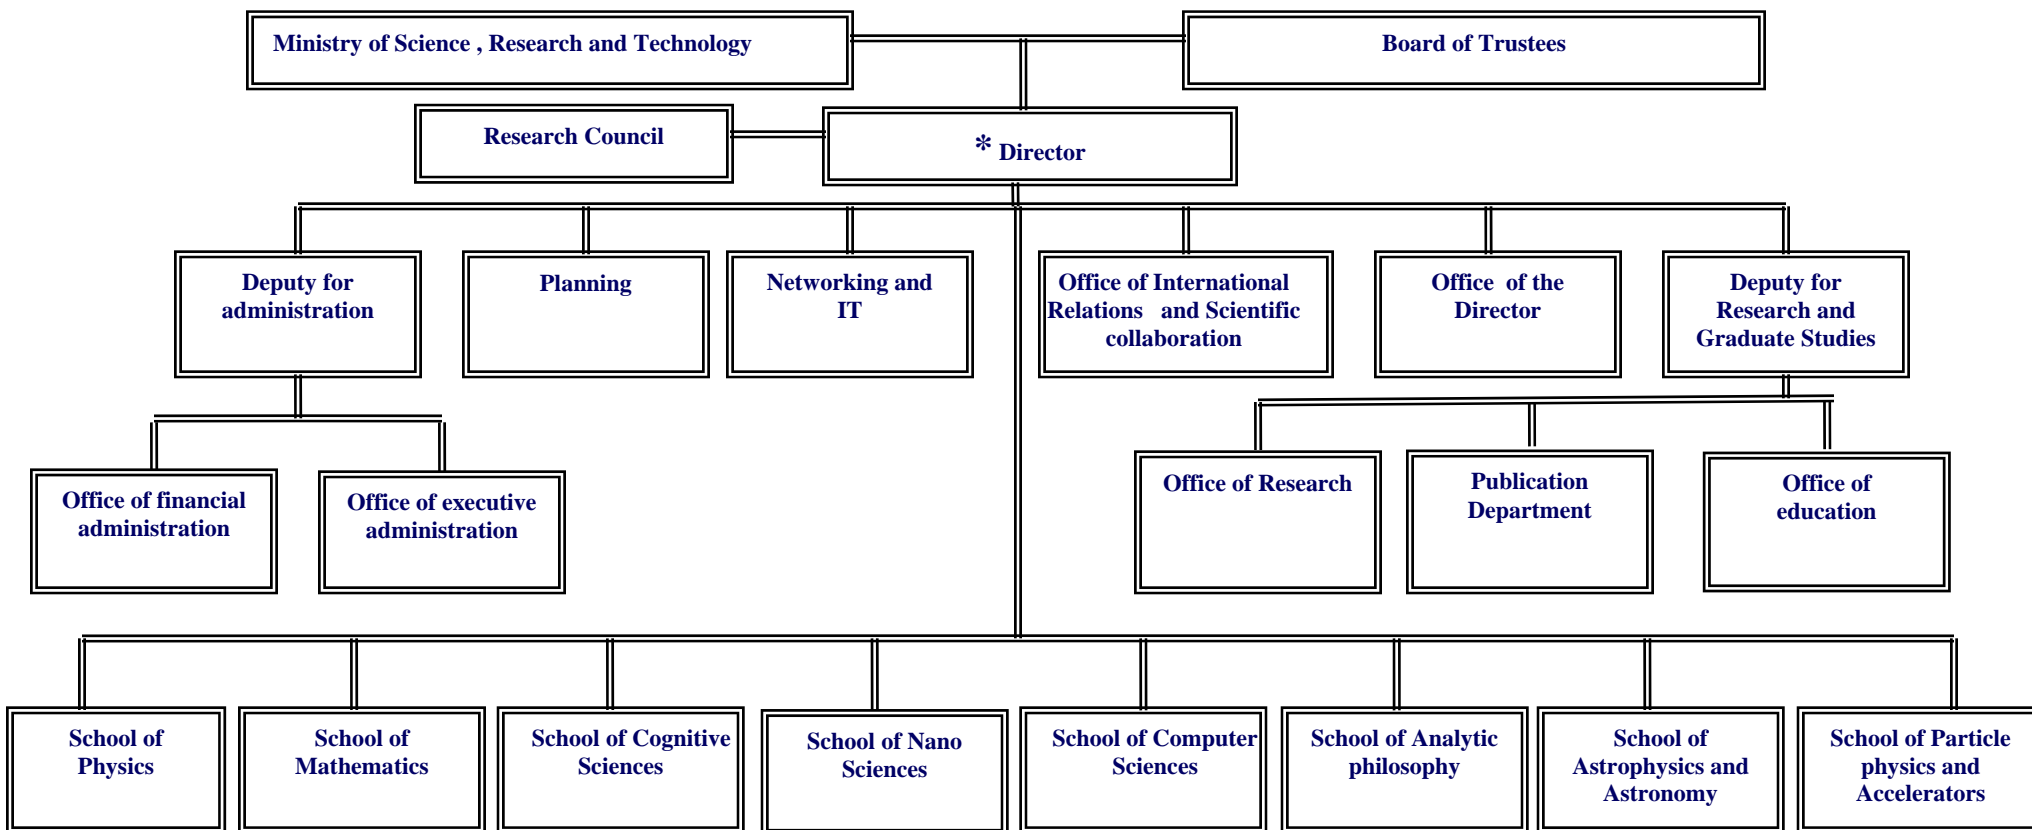 Ministry of Science , Research and Technology
Board of Trustees
Research Council
* Director
Deputy for
administration
Planning
Networking and
IT
Office of International
Relations and Scientific
collaboration
Office of the
Director
Deputy for
Research and
Graduate Studies
Office of financial
administration
Office of executive
administration
Office of Research
Publication
Department
Office of
education
School of
Physics
School of
Mathematics
School of Cognitive
Sciences
School of Nano
Sciences
School of Computer
Sciences
School of Analytic
philosophy
School of
Astrophysics and
Astronomy
School of Particle
physics and
Accelerators